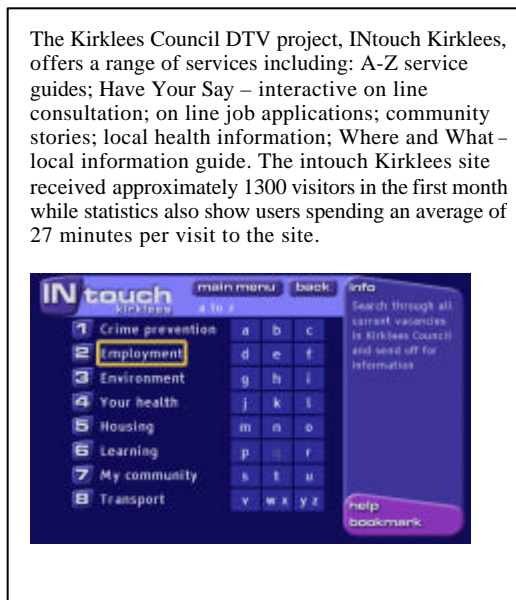 The Kirklees Council DTV project, INtouch Kirklees,
offers a range of services including: A-Z service
guides; Have Your Say – interactive on line
consultation; on line job applications; community
stories; local health information; Where and What –
local information guide. The intouch Kirklees site
received approximately 1300 visitors in the first month
while statistics also show users spending an average of
27 minutes per visit to the site.
INtouch
kirklees
main menu back
a to z
1 Crime prevention a b c
2 Employment d e f
3 Environment g h i
4 Your health j k l
5 Housing m n o
6 Learning p q r
7 My community s t u
8 Transport v w x y z
info
Search through all
current vacancies
in Kirklees Council
and send off for
information
help
bookmark